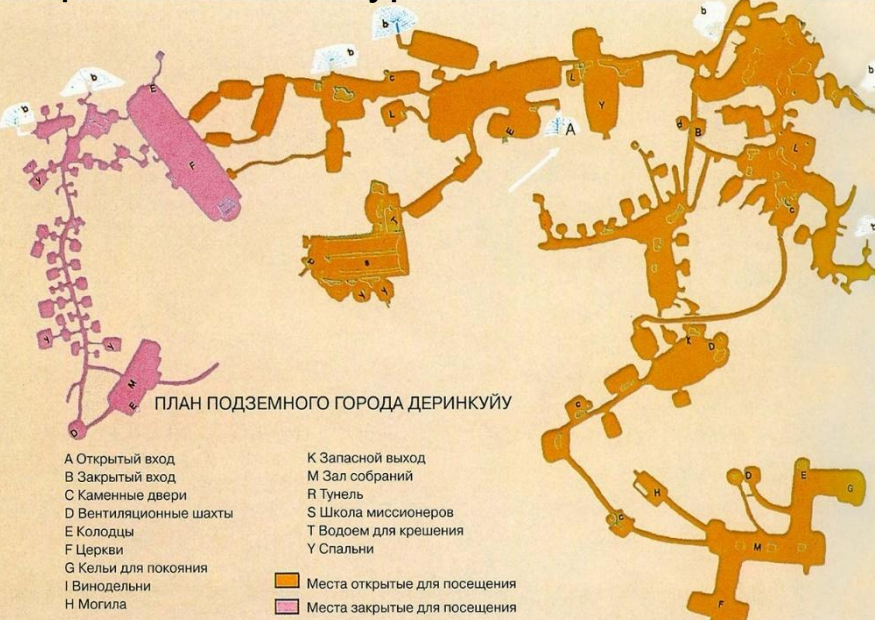 b
b
b
b
b
b
b
b
E
C
L
Y
L
E
A
B
L
F
Y
C
T
S
Y
Y
Y
Y
K
D
M
E
D
C
ПЛАН ПОДЗЕМНОГО ГОРОДА ДЕРИНКУЙУ
A Открытый вход
B Закрытый вход
C Каменные двери
D Вентиляционные шахты
E Колодцы
F Церкви
G Кельи для покояния
I Винодельни
H Могила
K Запасной выход
M Зал собраний
R Тунель
S Школа миссионеров
T Водоем для крешения
Y Спальни
Места открытые для посещения
Места закрытые для посещения
D
E
G
H
C
M
F